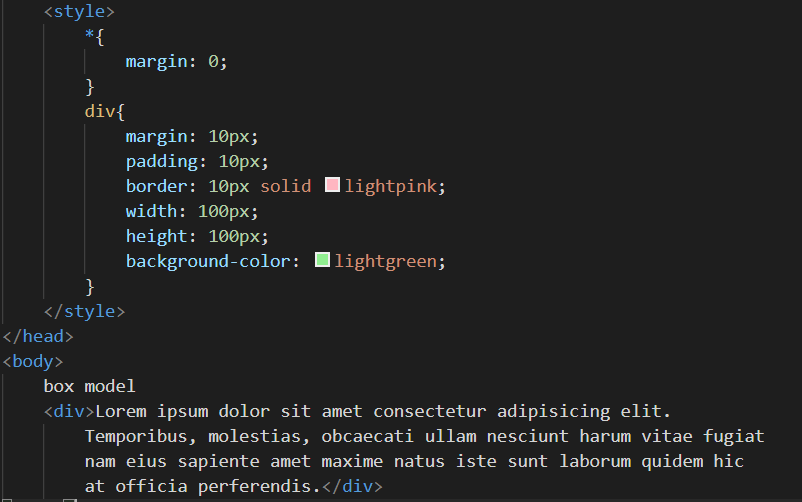 <style>
*{
margin: 0;
}
div{
margin: 10px;
padding: 10px;
border: 10px solid lightpink;
width: 100px;
height: 100px;
background-color: lightgreen;
}
</style>
</head>
<body>
box model
<div>Lorem ipsum dolor sit amet consectetur adipisicing elit.
Temporibus, molestias, obcaecati ullam nesciunt harum vitae fugiat
nam eius sapiente amet maxime natus iste sunt laborum quidem hic
at officia perferendis.</div>